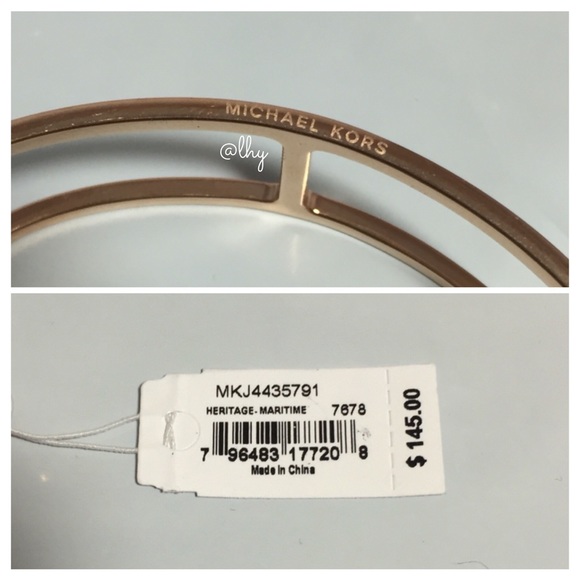 MICHAEL KORS
@lhy
MKJ4435791
HERITAGE-MARITIME 7678
7 96483 17720 8
Made in China
$ 145.00